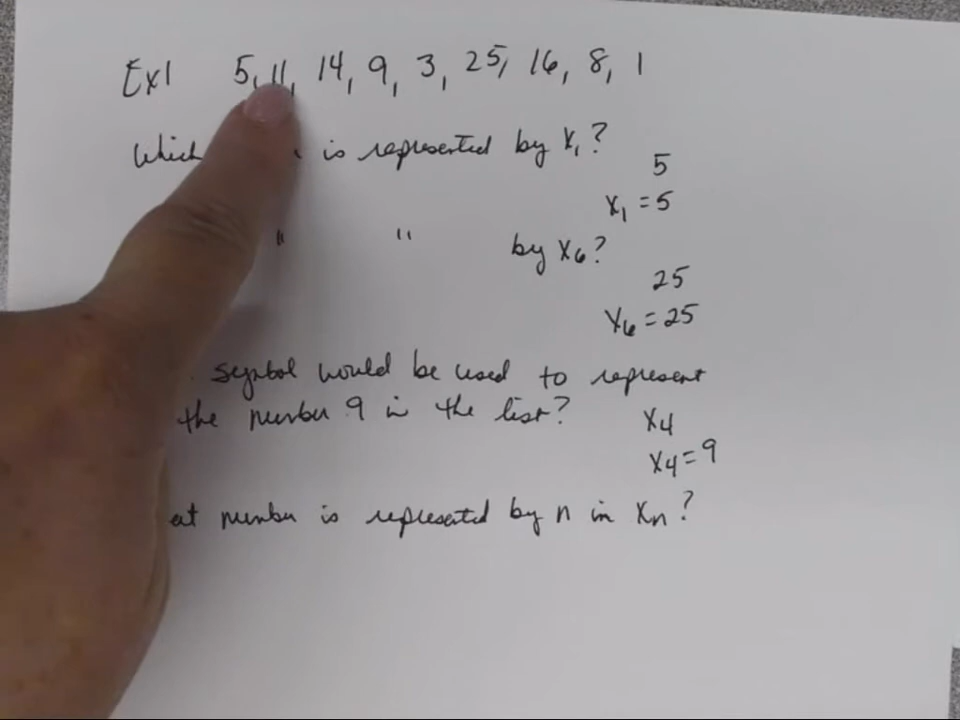 Ex1 5, 11, 14, 9, 3, 25, 16, 8, 1
Which is represented by x₁?
5
x₁ = 5
" " by x₆?
25
x₆ = 25
symbol would be used to represent
the number 9 in the list?
x₄
x₄ = 9
at number is represented by n in xₙ?